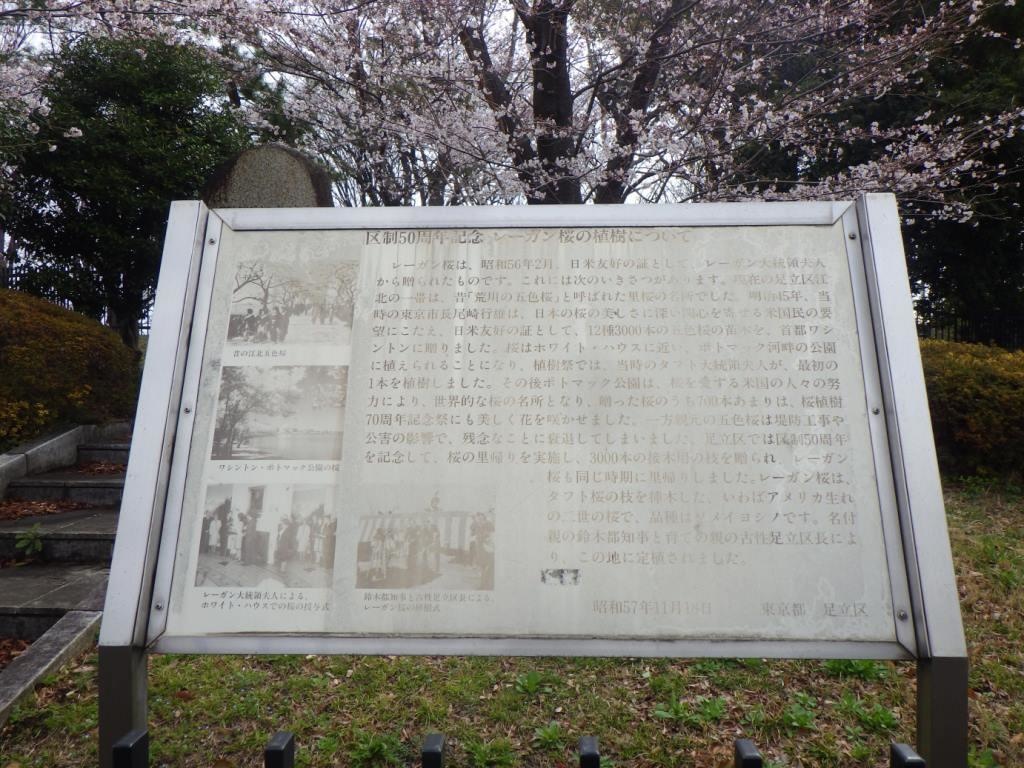 区制50周年記念 レーガン桜の植樹について
レーガン桜は、昭和56年2月、日米友好の証として、レーガン大統領夫人
から贈られたものです。これには次のいきさつがあります。現在の足立区江
北の一帯は、昔「荒川の五色桜」と呼ばれた里桜の名所でした。明治45年、当
時の東京市長尾崎行雄は、日本の桜の美しさに深い関心を寄せる米国民の要
望にこたえ、日米友好の証として、12種3000本の五色桜の苗木を、首都ワシ
ントンに贈りました。桜はホワイト・ハウスに近い、ポトマック河畔の公園
に植えられることになり、植樹祭では、当時のタフト大統領夫人が、最初の
1本を植樹しました。その後ポトマック公園は、桜を愛する米国の人々の努
力により、世界的な桜の名所となり、贈った桜のうち700本あまりは、桜植樹
70周年記念祭にも美しく花を咲かせました。一方親元の五色桜は堤防工事や
公害の影響で、残念なことに衰退してしまいました。足立区では区制50周年
を記念して、桜の里帰りを実施し、3000本の接木用の枝を贈られ、レーガン
桜も同じ時期に里帰りしました。レーガン桜は、
タフト桜の枝を挿木した、いわばアメリカ生れ
の二世の桜で、品種はソメイヨシノです。名付
親の鈴木都知事と育ての親の古性足立区長によ
り、この地に定植されました。
昭和57年11月18日 東京都 足立区
昔の江北五色桜
ワシントン・ポトマック公園の桜
レーガン大統領夫人による、
ホワイト・ハウスでの桜の授与式
鈴木都知事と古性足立区長による、
レーガン桜の植樹式